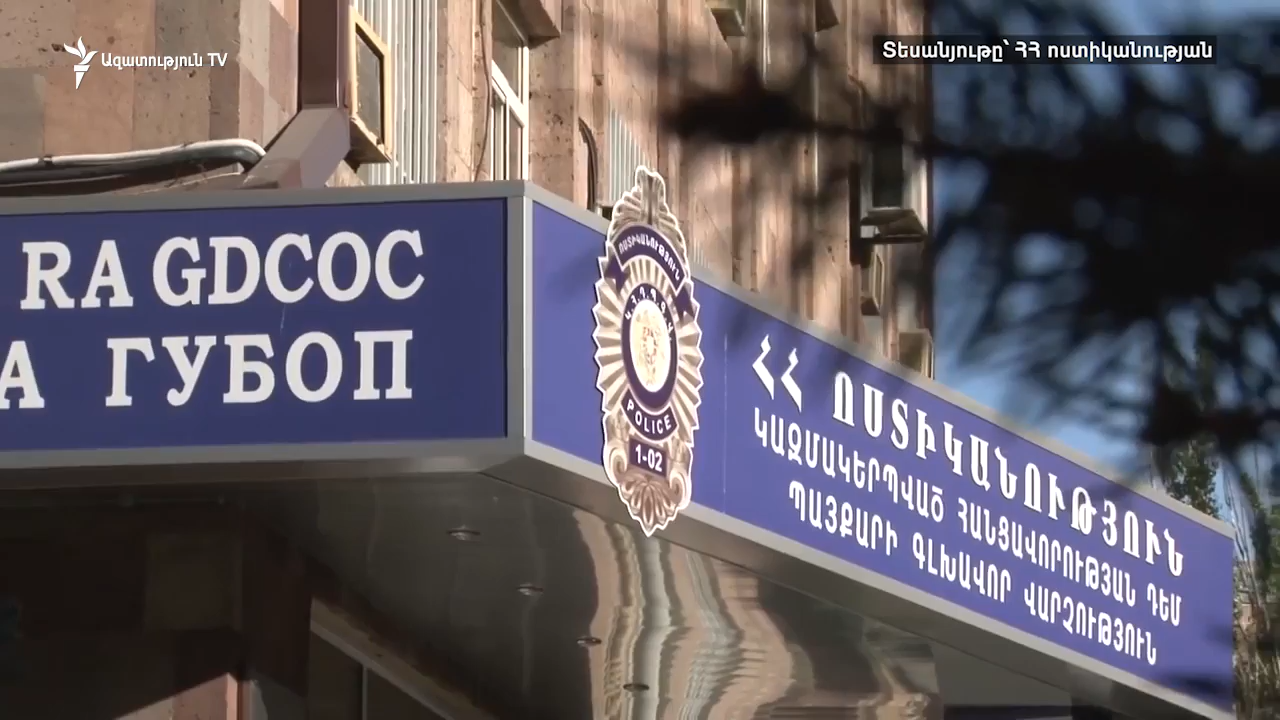 Ազատություն TV
Տեսանյութը՝ ՀՀ ոստիկանության
RA GDCOC
А ГУБОП
ՈՍՏԻԿԱՆՈՒԹՅՈՒՆ
Կ.Հ.Դ.Պ.Գ.Վ
POLICE
1-02
ՀՀ ՈՍՏԻԿԱՆՈՒԹՅՈՒՆ
ԿԱԶՄԱԿԵՐՊՎԱԾ ՀԱՆՑԱՎՈՐՈՒԹՅԱՆ ԴԵՄ
ՊԱՅՔԱՐԻ ԳԼԽԱՎՈՐ ՎԱՐՉՈՒԹՅՈՒՆ